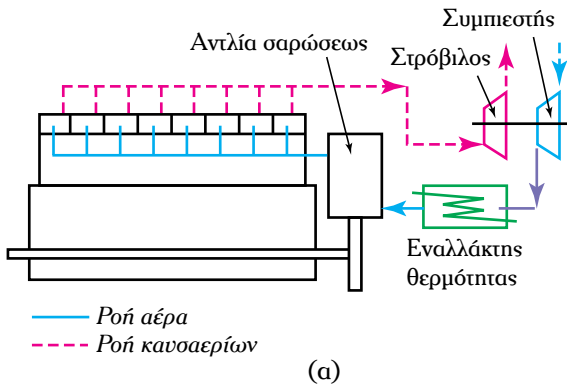 Συμπιεστής
Αντλία σαρώσεως
Στρόβιλος
Εναλλάκτης
θερμότητας
Ροή αέρα
Ροή καυσαερίων
(α)